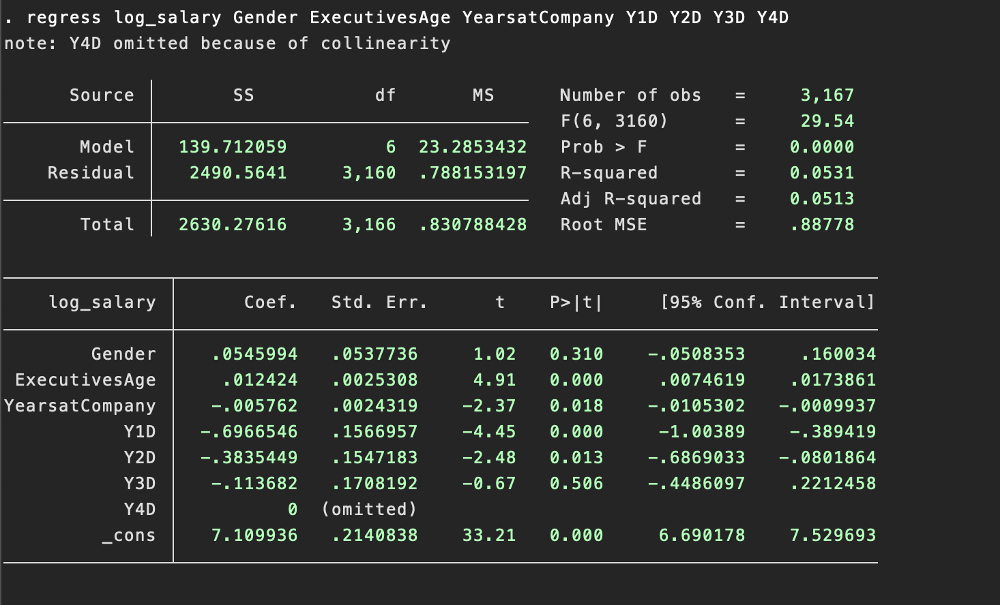 . regress log_salary Gender ExecutivesAge YearsatCompany Y1D Y2D Y3D Y4D
note: Y4D omitted because of collinearity
Source SS df MS Number of obs = 3,167
F(6, 3160) = 29.54
Model 139.712059 6 23.2853432 Prob > F = 0.0000
Residual 2490.5641 3,160 .788153197 R-squared = 0.0531
Adj R-squared = 0.0513
Total 2630.27616 3,166 .830788428 Root MSE = .88778
log_salary Coef. Std. Err. t P>|t| [95% Conf. Interval]
Gender .0545994 .0537736 1.02 0.310 -.0508353 .160034
ExecutivesAge .012424 .0025308 4.91 0.000 .0074619 .0173861
YearsatCompany -.005762 .0024319 -2.37 0.018 -.0105302 -.0009937
Y1D -.6966546 .1566957 -4.45 0.000 -1.00389 -.389419
Y2D -.3835449 .1547183 -2.48 0.013 -.6869033 -.0801864
Y3D -.113682 .1708192 -0.67 0.506 -.4486097 .2212458
Y4D 0 (omitted)
_cons 7.109936 .2140838 33.21 0.000 6.690178 7.529693